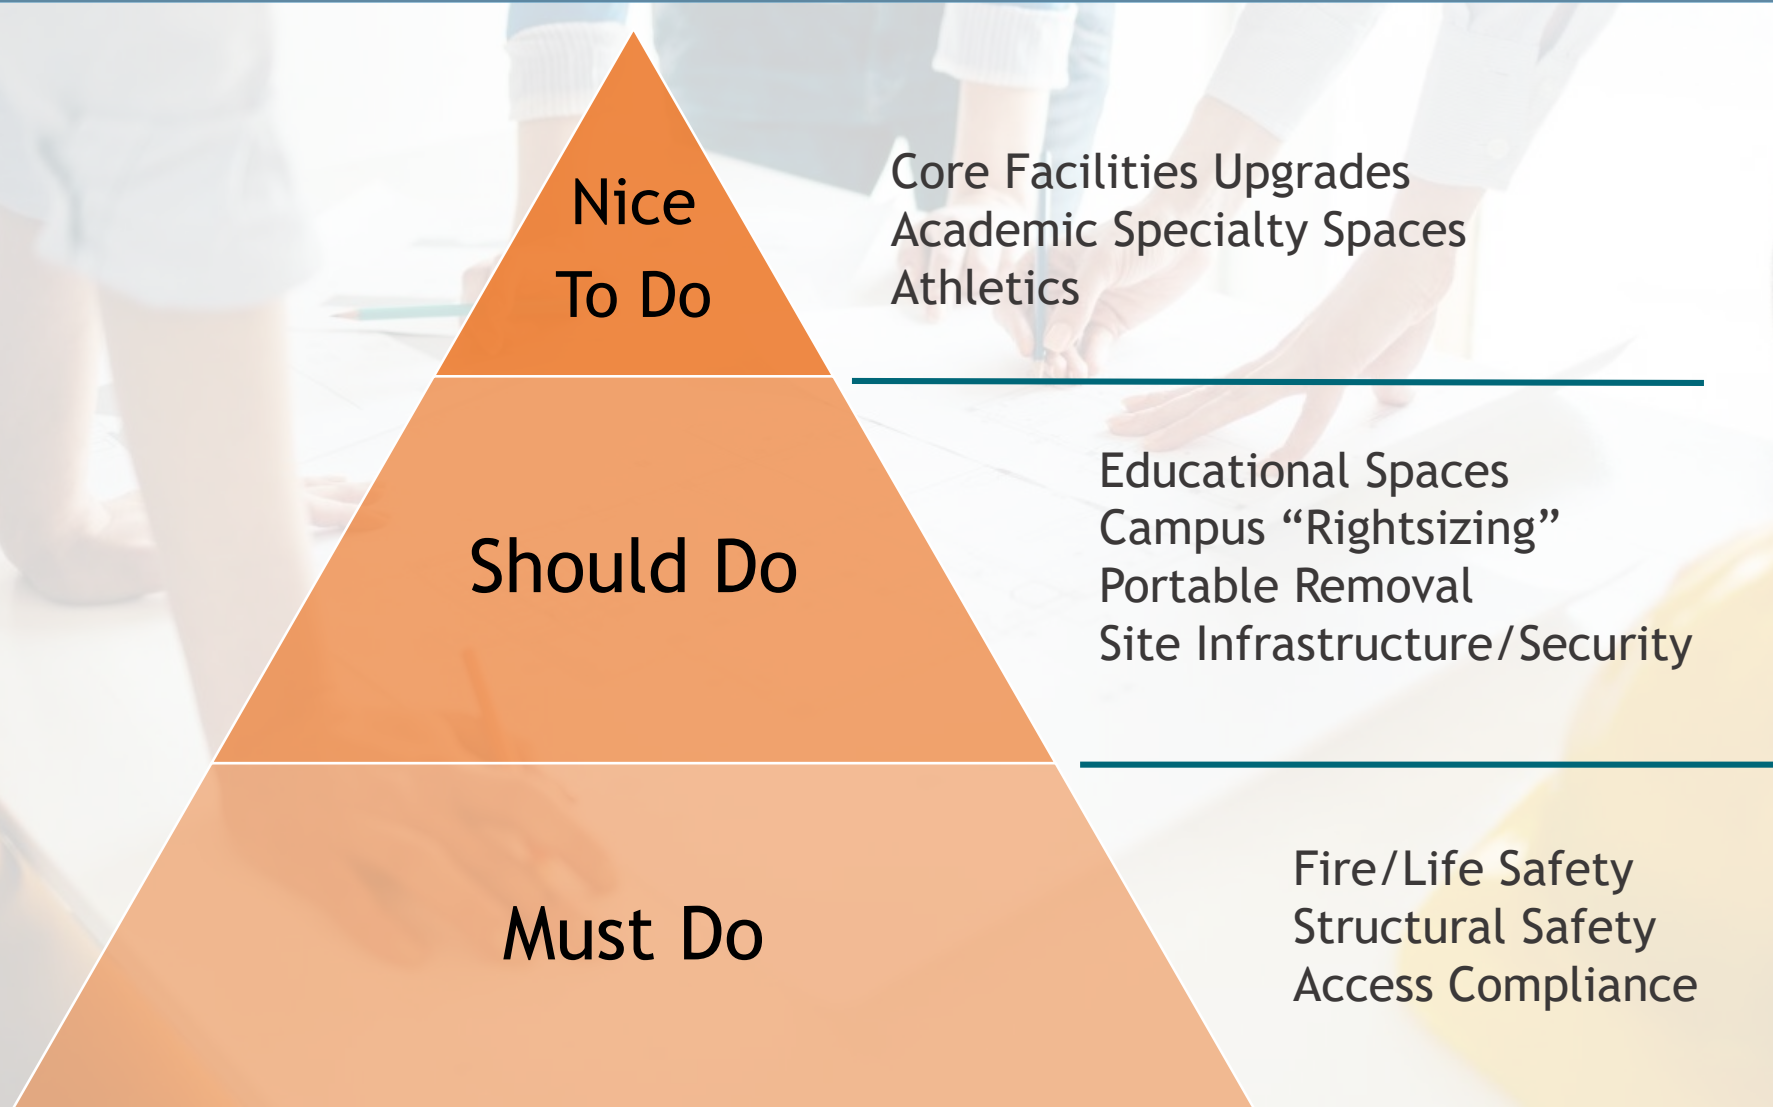 Nice
To Do
Core Facilities Upgrades
Academic Specialty Spaces
Athletics
Should Do
Educational Spaces
Campus “Rightsizing”
Portable Removal
Site Infrastructure/Security
Must Do
Fire/Life Safety
Structural Safety
Access Compliance